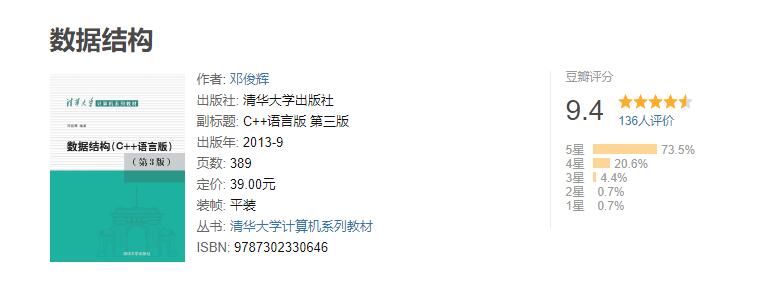 数据结构
清华大学 计算机系列教材
邓俊辉 编著
数据结构(C++语言版)
(第3版)
清华大学出版社
作者: 邓俊辉
出版社: 清华大学出版社
副标题: C++语言版 第三版
出版年: 2013-9
页数: 389
定价: 39.00元
装帧: 平装
丛书: 清华大学计算机系列教材
ISBN: 9787302330646
豆瓣评分
9.4
136人评价
5星 73.5%
4星 20.6%
3星 4.4%
2星 0.7%
1星 0.7%